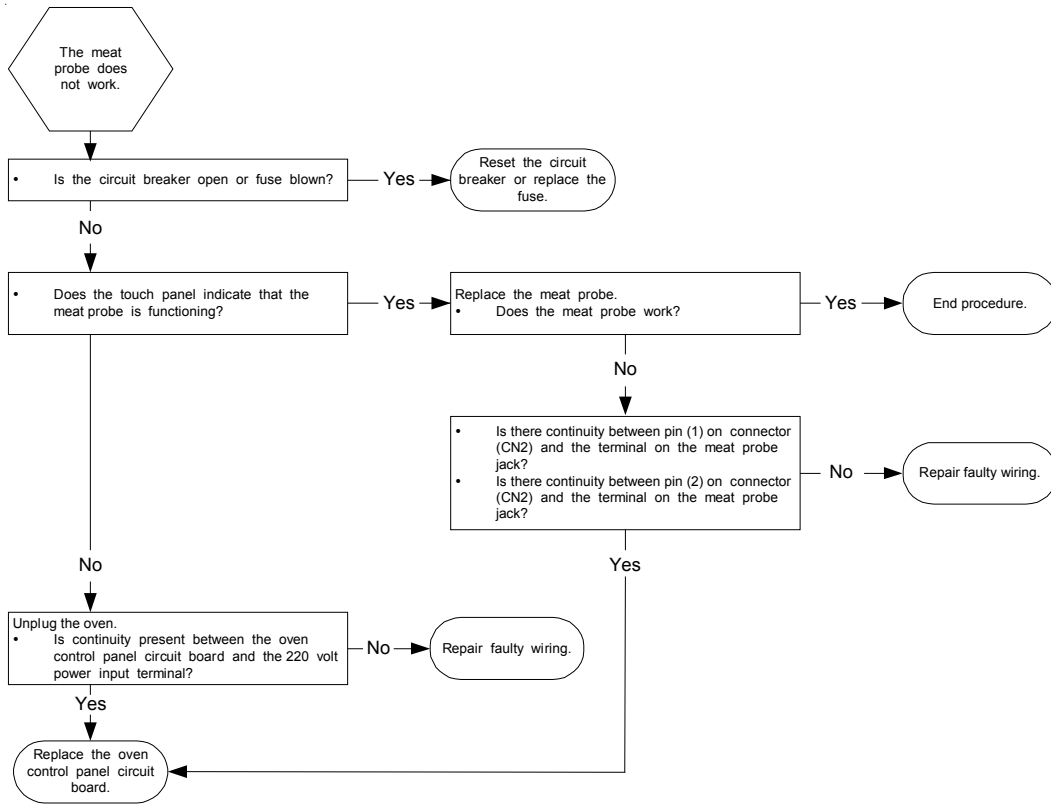 The meat
probe does
not work.
• Is the circuit breaker open or fuse blown?
Yes
Reset the circuit
breaker or replace the
fuse.
No
• Does the touch panel indicate that the
meat probe is functioning?
Yes
Replace the meat probe.
• Does the meat probe work?
Yes
End procedure.
No
• Is there continuity between pin (1) on connector
(CN2) and the terminal on the meat probe
jack?
• Is there continuity between pin (2) on connector
(CN2) and the terminal on the meat probe
jack?
No
Repair faulty wiring.
Yes
No
Unplug the oven.
• Is continuity present between the oven
control panel circuit board and the 220 volt
power input terminal?
No
Repair faulty wiring.
Yes
Replace the oven
control panel circuit
board.